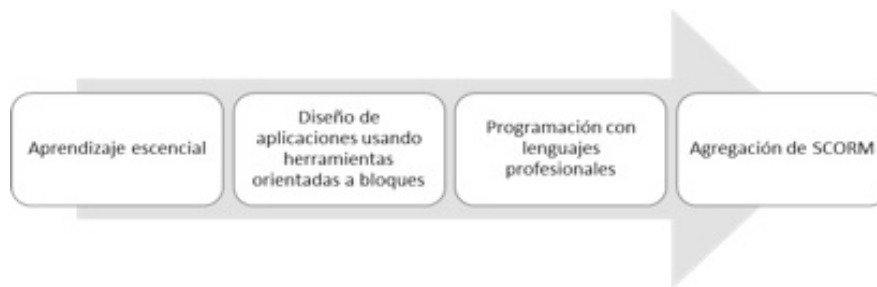 Aprendizaje escencial
Diseño de
aplicaciones usando
herramientas
orientadas a bloques
Programación con
lenguajes
profesionales
Agregación de SCORM